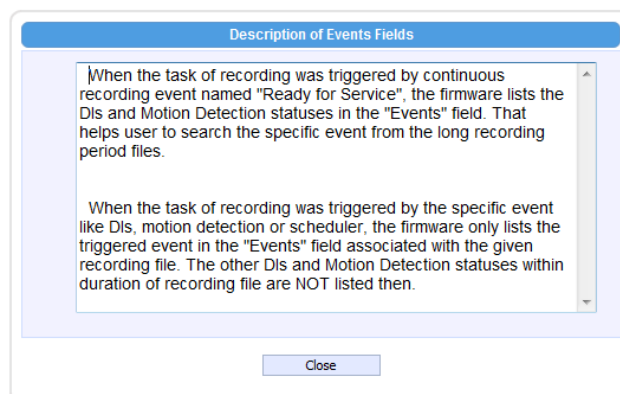 Description of Events Fields
When the task of recording was triggered by continuous
recording event named "Ready for Service", the firmware lists the
DIs and Motion Detection statuses in the "Events" field. That
helps user to search the specific event from the long recording
period files.
When the task of recording was triggered by the specific event
like DIs, motion detection or scheduler, the firmware only lists the
triggered event in the "Events" field associated with the given
recording file. The other DIs and Motion Detection statuses within
duration of recording file are NOT listed then.
Close